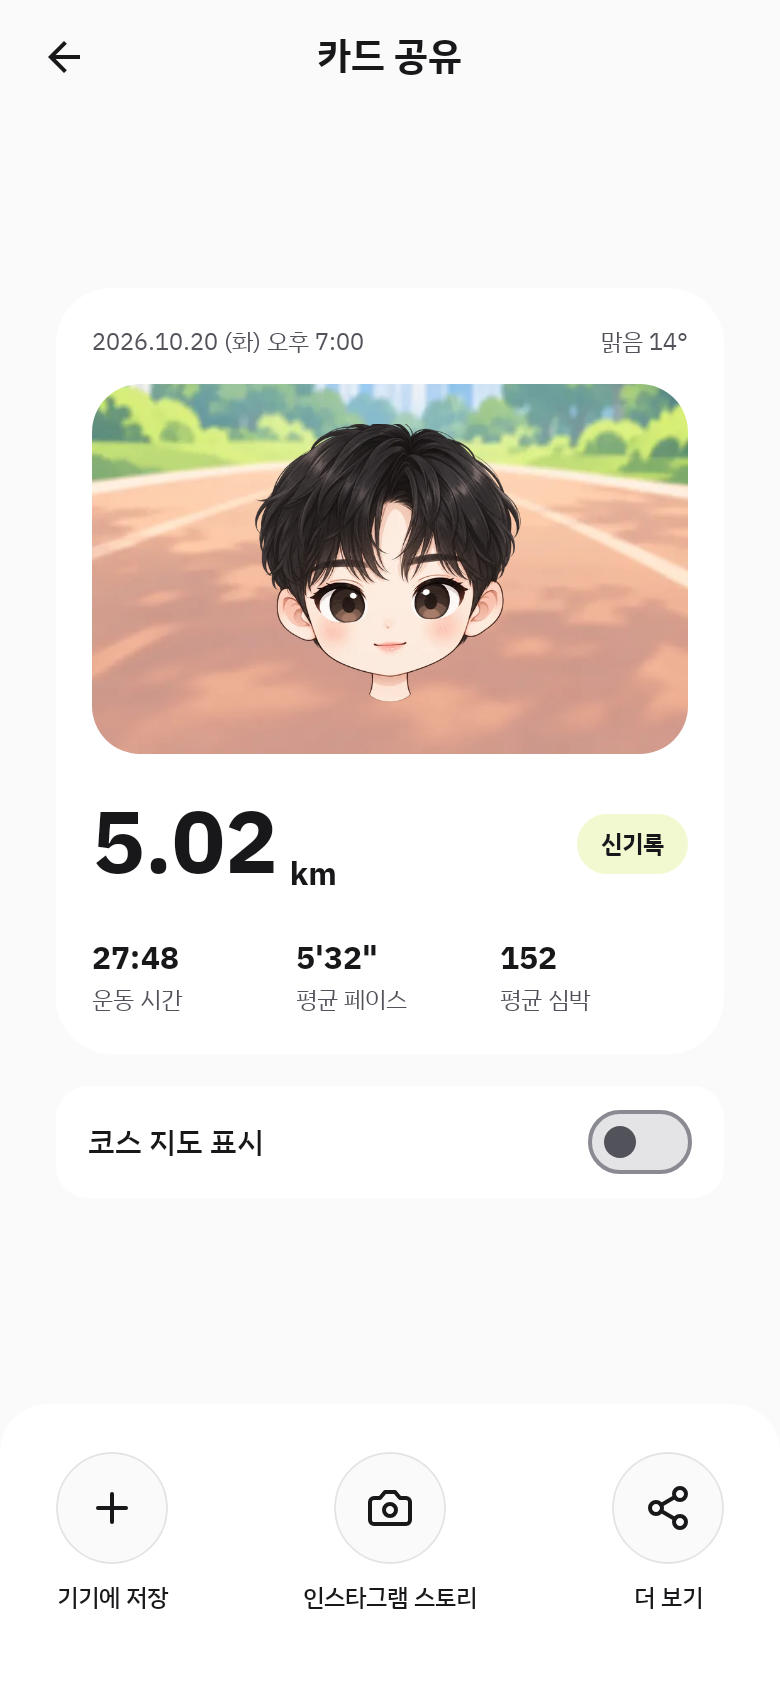 카드 공유
2026.10.20 (화) 오후 7:00 맑음 14°
5.02 km 신기록
27:48 5'32" 152
운동 시간 평균 페이스 평균 심박
코스 지도 표시
기기에 저장 인스타그램 스토리 더 보기